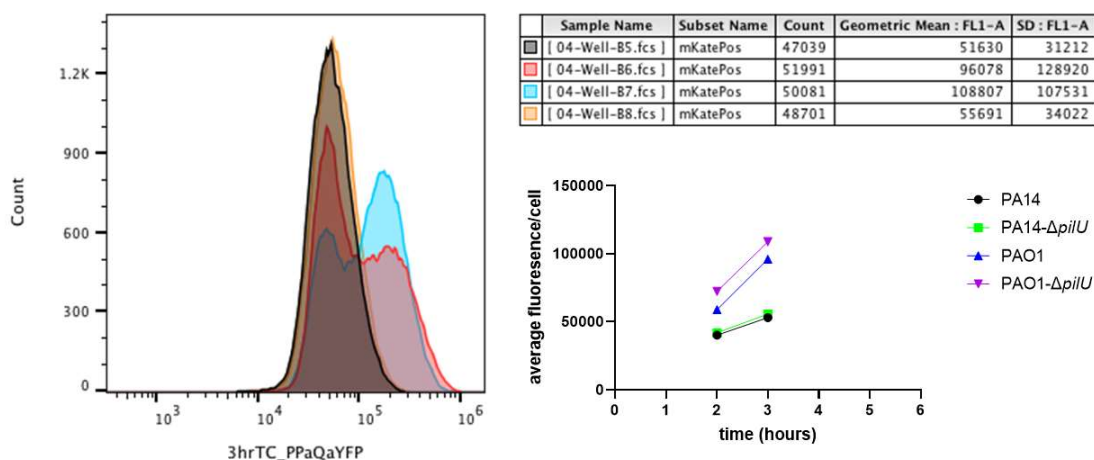 Count
1.2K
900
600
300
0
10³ 10⁴ 10⁵ 10⁶
3hrTC_PPaQaYFP
Sample Name Subset Name Count Geometric Mean : FL1-A SD : FL1-A
[ 04-Well-B5.fcs ] mKatePos 47039 51630 31212
[ 04-Well-B6.fcs ] mKatePos 51991 96078 128920
[ 04-Well-B7.fcs ] mKatePos 50081 108807 107531
[ 04-Well-B8.fcs ] mKatePos 48701 55691 34022
average fluoresence/cell
150000
100000
50000
0
0 1 2 3 4 5 6
time (hours)
PA14
PA14-ΔpilU
PAO1
PAO1-ΔpilU